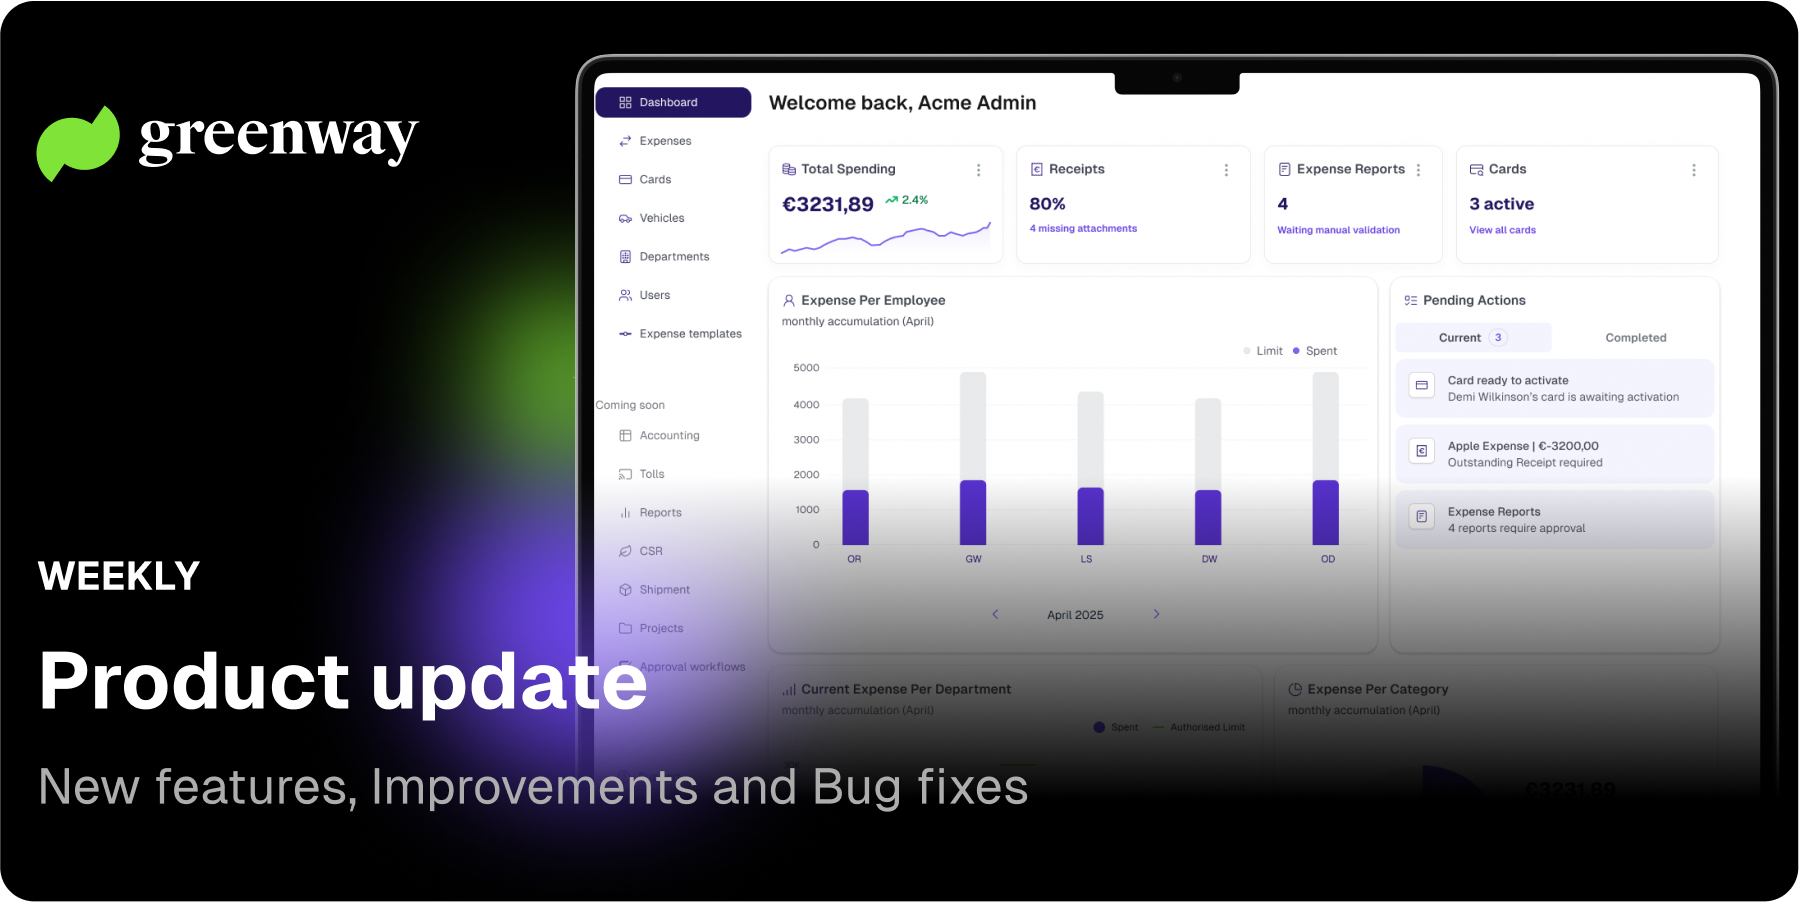 greenway
WEEKLY
Product update
New features, Improvements and Bug fixes
Dashboard
Expenses
Cards
Vehicles
Departments
Users
Expense templates
Coming soon
Accounting
Tolls
Reports
CSR
Shipment
Projects
Approval workflows
Welcome back, Acme Admin
Total Spending
€3231,89 2.4%
Receipts
80%
4 missing attachments
Expense Reports
4
Waiting manual validation
Cards
3 active
View all cards
Expense Per Employee
monthly accumulation (April)
Limit Spent
5000
4000
3000
2000
1000
0
OR GW LS DW OD
April 2025
Pending Actions
Current 3 Completed
Card ready to activate
Demi Wilkinson's card is awaiting activation
Apple Expense | €-3200,00
Outstanding Receipt required
Expense Reports
4 reports require approval
Current Expense Per Department
monthly accumulation (April)
Spent Authorised Limit
Expense Per Category
monthly accumulation (April)
€3231,89